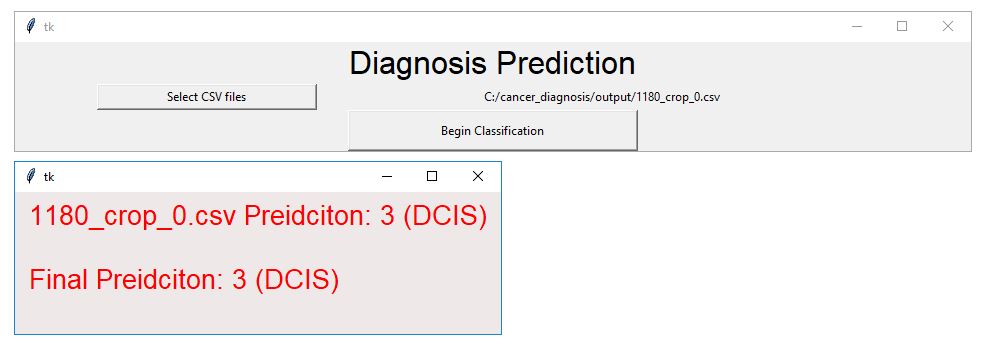 tk
Diagnosis Prediction
Select CSV files
C:/cancer_diagnosis/output/1180_crop_0.csv
Begin Classification
tk
1180_crop_0.csv Preidciton: 3 (DCIS)
Final Preidciton: 3 (DCIS)